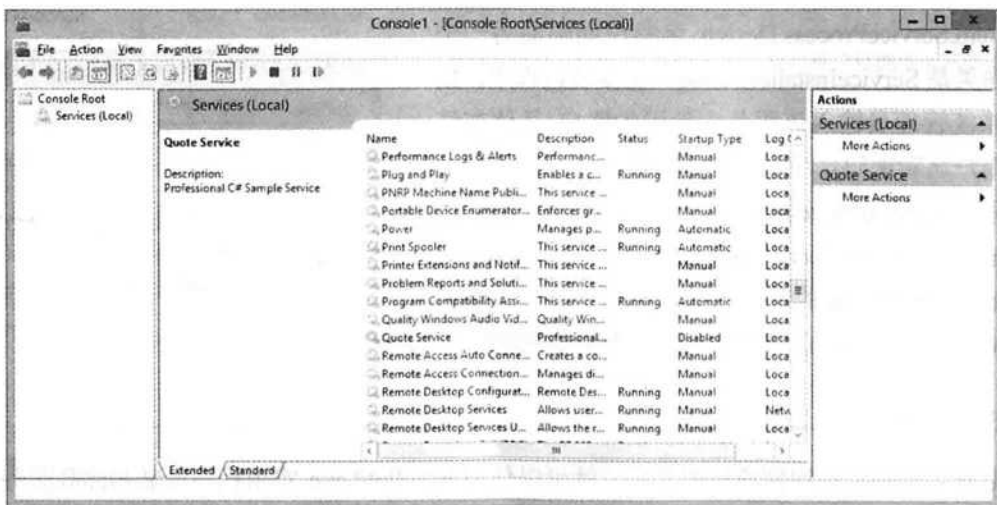 Console1 - [Console Root\Services (Local)]
File Action View Favorites Window Help
Console Root
Services (Local)
Services (Local)
Quote Service
Description:
Professional C# Sample Service
Name Description Status Startup Type Log
Performance Logs & Alerts Performanc... Manual Loca
Plug and Play Enables a c... Running Manual Loca
PNRP Machine Name Publi... This service ... Manual Loca
Portable Device Enumerator... Enforces gr... Manual Loca
Power Manages p... Running Automatic Loca
Print Spooler This service ... Running Automatic Loca
Printer Extensions and Notif... This service ... Manual Loca
Problem Reports and Soluti... This service ... Manual Loca
Program Compatibility Assi... This service ... Running Automatic Loca
Quality Windows Audio Vid... Quality Win... Manual Loca
Quote Service Professional... Disabled Loca
Remote Access Auto Conne... Creates a co... Manual Loca
Remote Access Connection... Manages di... Manual Loca
Remote Desktop Configurat... Remote Des... Running Manual Loca
Remote Desktop Services Allows user... Running Manual Netw
Remote Desktop Services U... Allows the r... Running Manual Loca
Extended Standard
Actions
Services (Local)
More Actions
Quote Service
More Actions